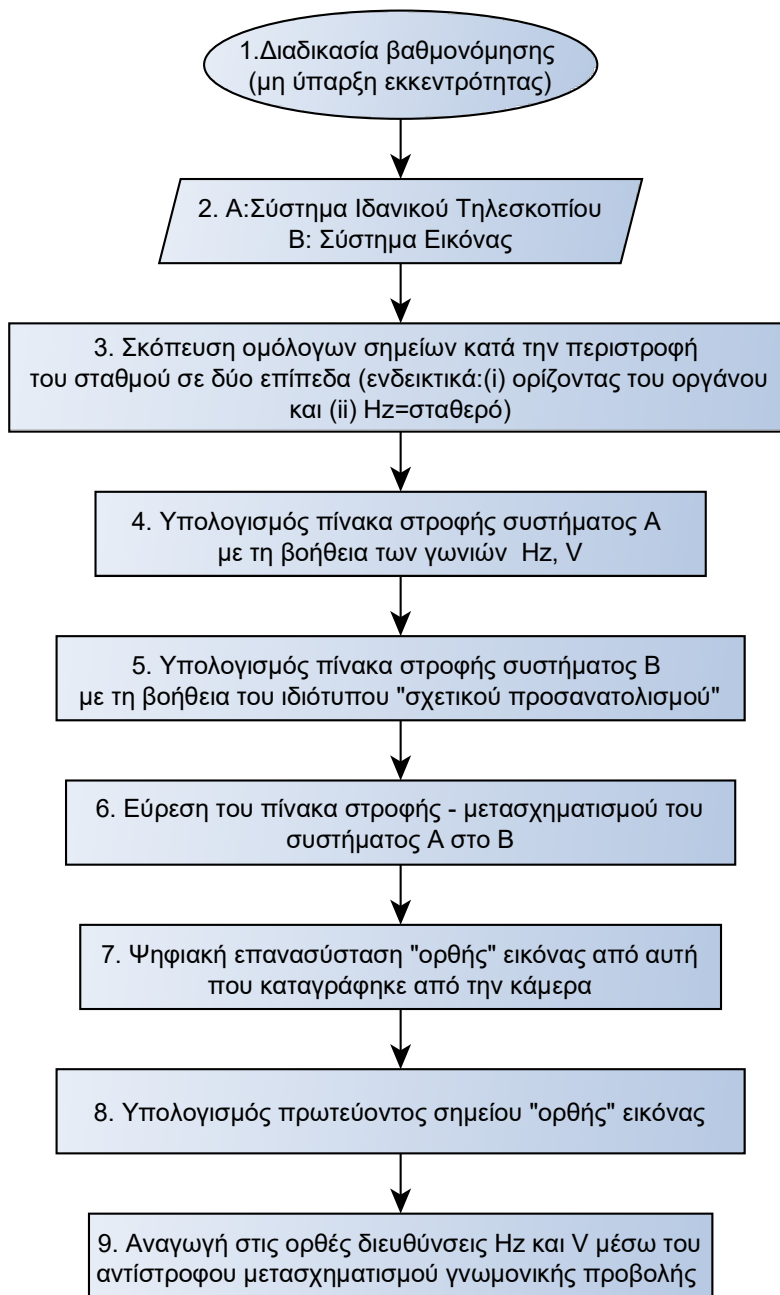 1.Διαδικασία βαθμονόμησης
(μη ύπαρξη εκκεντρότητας)
2. Α:Σύστημα Ιδανικού Τηλεσκοπίου
Β: Σύστημα Εικόνας
3. Σκόπευση ομόλογων σημείων κατά την περιστροφή
του σταθμού σε δύο επίπεδα (ενδεικτικά:(i) ορίζοντας του οργάνου
και (ii) Hz=σταθερό)
4. Υπολογισμός πίνακα στροφής συστήματος Α
με τη βοήθεια των γωνιών  Hz, V
5. Υπολογισμός πίνακα στροφής συστήματος Β
με τη βοήθεια του ιδιότυπου "σχετικού προσανατολισμού"
6. Εύρεση του πίνακα στροφής - μετασχηματισμού του
συστήματος Α στο Β
7. Ψηφιακή επανασύσταση "ορθής" εικόνας από αυτή
που καταγράφηκε από την κάμερα
8. Υπολογισμός πρωτεύοντος σημείου "ορθής" εικόνας
9. Αναγωγή στις ορθές διευθύνσεις Hz και V μέσω του
αντίστροφου μετασχηματισμού γνωμονικής προβολής